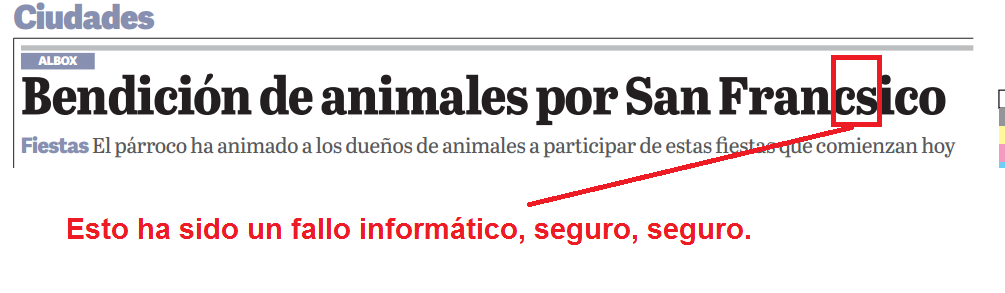 Ciudades
ALBOX
Bendición de animales por San Francsico
Fiestas El párroco ha animado a los dueños de animales a participar de estas fiestas que comienzan hoy
Esto ha sido un fallo informático, seguro, seguro.